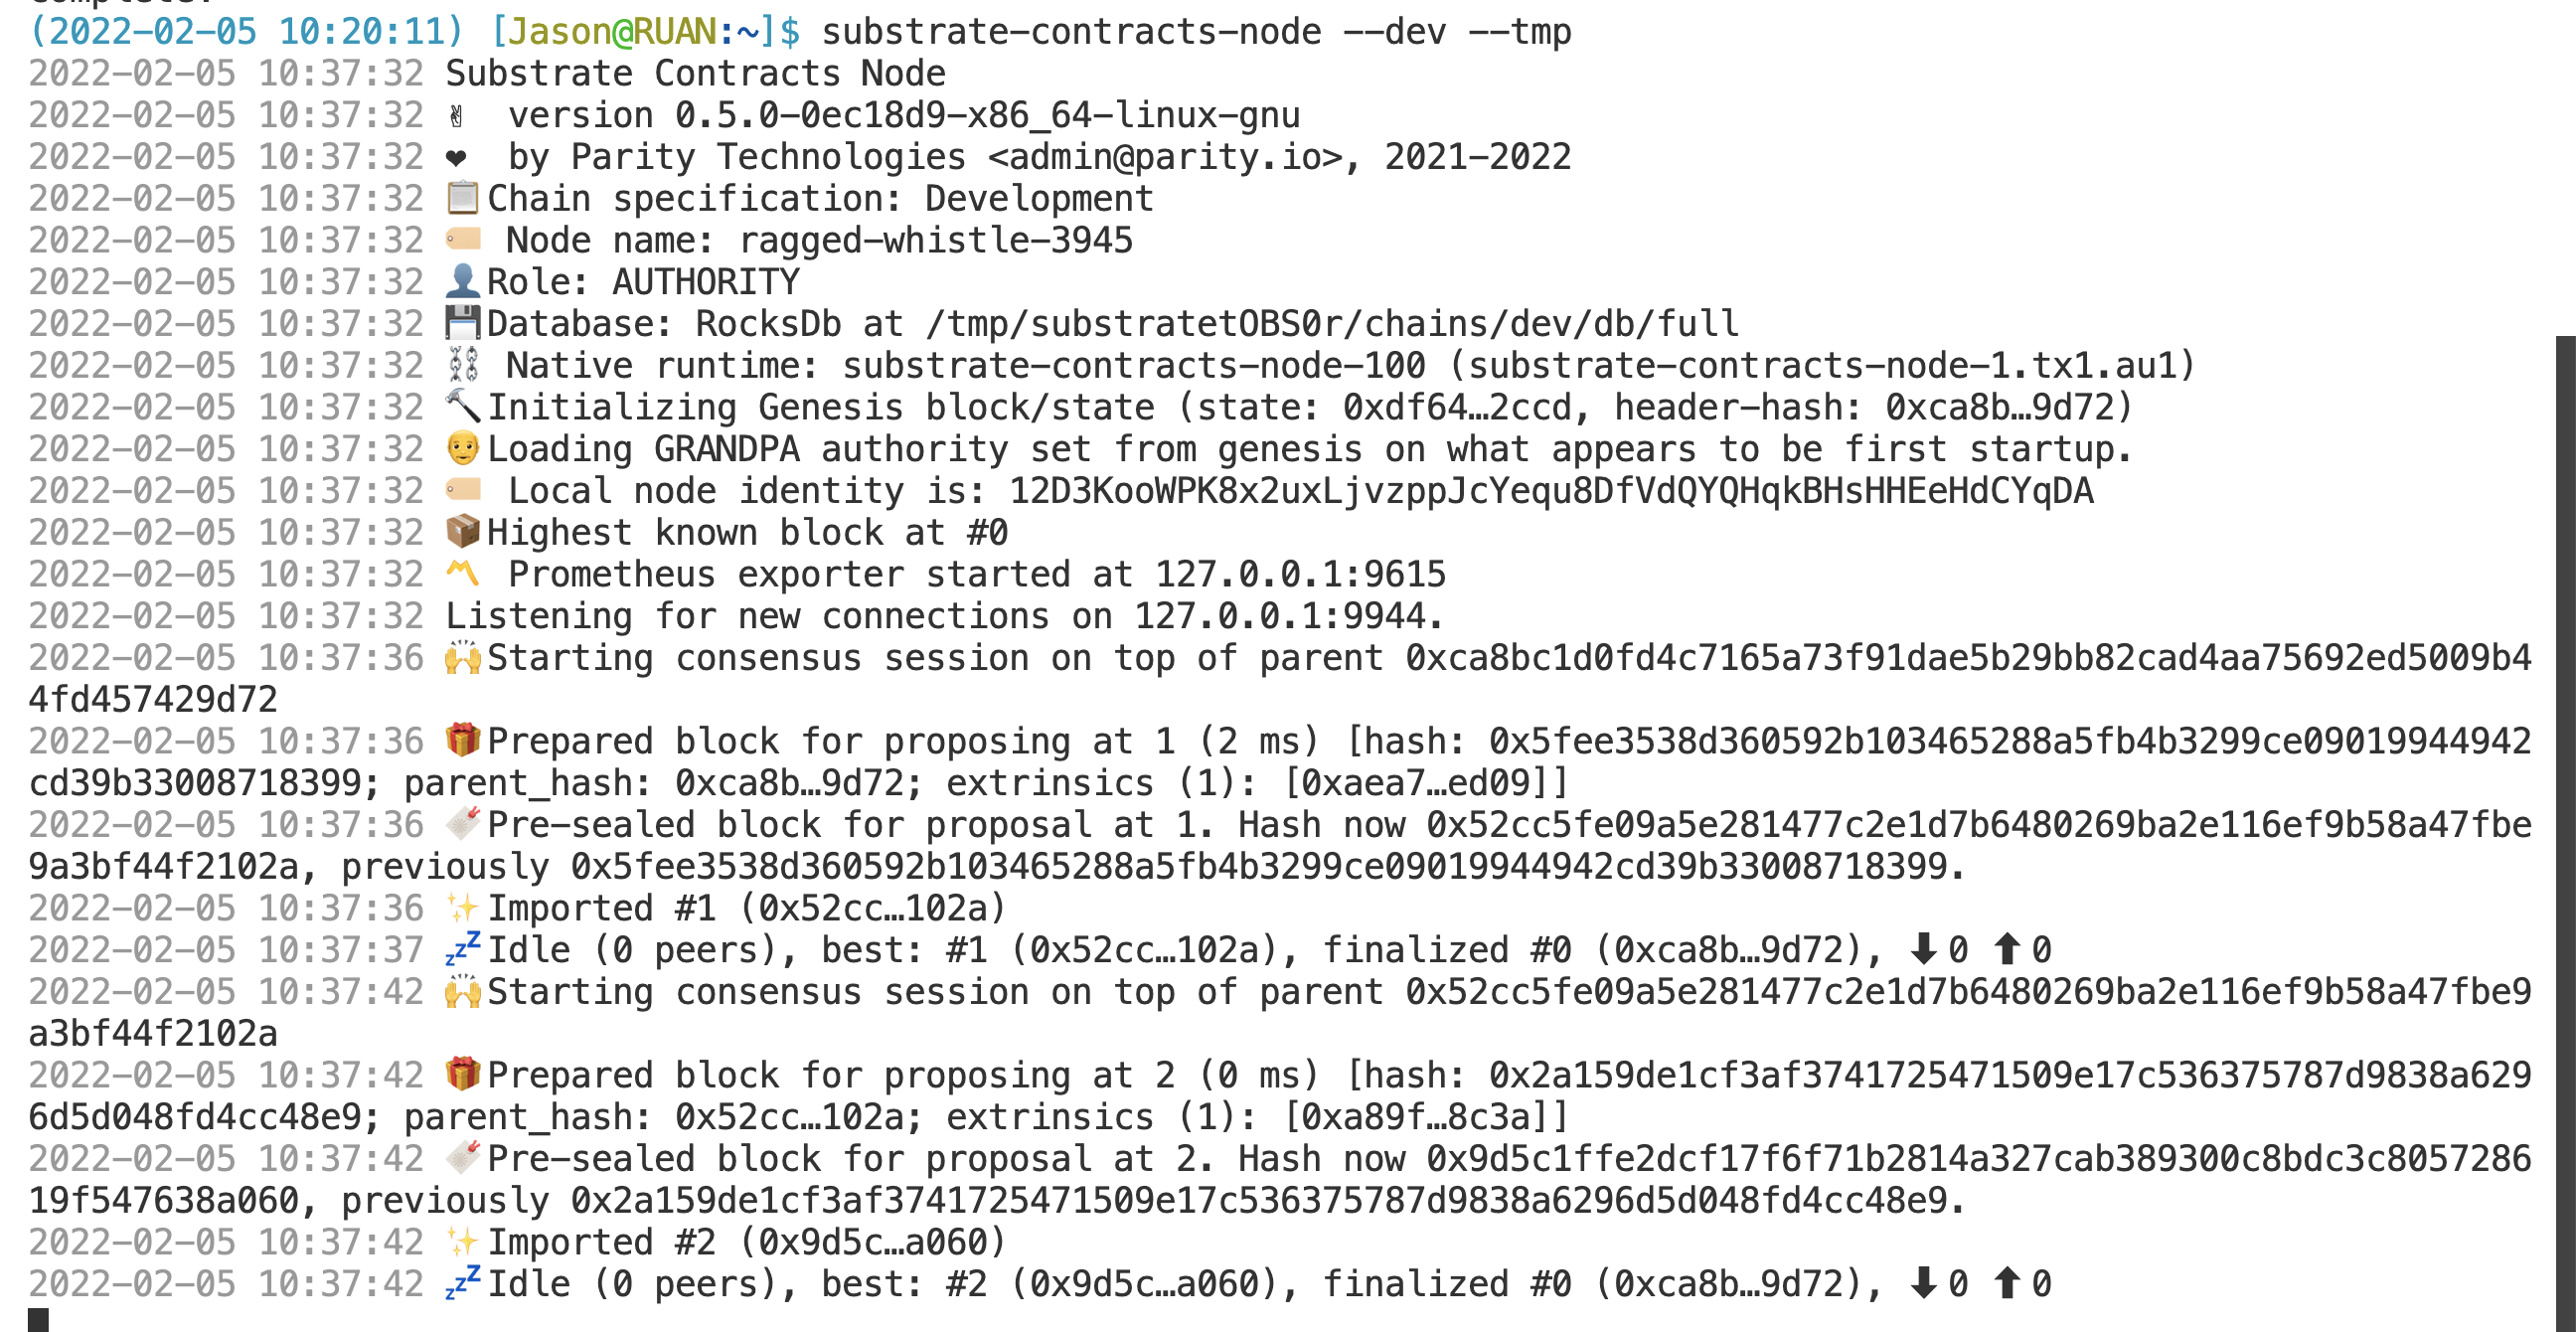 complete.
(2022-02-05 10:20:11) [Jason@RUAN:~]$ substrate-contracts-node --dev --tmp
2022-02-05 10:37:32 Substrate Contracts Node
2022-02-05 10:37:32 ✌️  version 0.5.0-0ec18d9-x86_64-linux-gnu
2022-02-05 10:37:32 ❤️  by Parity Technologies <admin@parity.io>, 2021-2022
2022-02-05 10:37:32 📋 Chain specification: Development
2022-02-05 10:37:32 🏷 Node name: ragged-whistle-3945
2022-02-05 10:37:32 👤 Role: AUTHORITY
2022-02-05 10:37:32 💾 Database: RocksDb at /tmp/substratetOBS0r/chains/dev/db/full
2022-02-05 10:37:32 ⛓ Native runtime: substrate-contracts-node-100 (substrate-contracts-node-1.tx1.au1)
2022-02-05 10:37:32 🔨 Initializing Genesis block/state (state: 0xdf64…2ccd, header-hash: 0xca8b…9d72)
2022-02-05 10:37:32 👴 Loading GRANDPA authority set from genesis on what appears to be first startup.
2022-02-05 10:37:32 🏷 Local node identity is: 12D3KooWPK8x2uxLjvzppJcYequ8DfVdQYQHqkBHsHHEeHdCYqDA
2022-02-05 10:37:32 📦 Highest known block at #0
2022-02-05 10:37:32 〽️ Prometheus exporter started at 127.0.0.1:9615
2022-02-05 10:37:32 Listening for new connections on 127.0.0.1:9944.
2022-02-05 10:37:36 🙌 Starting consensus session on top of parent 0xca8bc1d0fd4c7165a73f91dae5b29bb82cad4aa75692ed5009b4
4fd457429d72
2022-02-05 10:37:36 🎁 Prepared block for proposing at 1 (2 ms) [hash: 0x5fee3538d360592b103465288a5fb4b3299ce09019944942
cd39b33008718399; parent_hash: 0xca8b…9d72; extrinsics (1): [0xaea7…ed09]]
2022-02-05 10:37:36 🔖 Pre-sealed block for proposal at 1. Hash now 0x52cc5fe09a5e281477c2e1d7b6480269ba2e116ef9b58a47fbe
9a3bf44f2102a, previously 0x5fee3538d360592b103465288a5fb4b3299ce09019944942cd39b33008718399.
2022-02-05 10:37:36 ✨ Imported #1 (0x52cc…102a)
2022-02-05 10:37:37 💤 Idle (0 peers), best: #1 (0x52cc…102a), finalized #0 (0xca8b…9d72), ⬇ 0 ⬆ 0
2022-02-05 10:37:42 🙌 Starting consensus session on top of parent 0x52cc5fe09a5e281477c2e1d7b6480269ba2e116ef9b58a47fbe9
a3bf44f2102a
2022-02-05 10:37:42 🎁 Prepared block for proposing at 2 (0 ms) [hash: 0x2a159de1cf3af3741725471509e17c536375787d9838a629
6d5d048fd4cc48e9; parent_hash: 0x52cc…102a; extrinsics (1): [0xa89f…8c3a]]
2022-02-05 10:37:42 🔖 Pre-sealed block for proposal at 2. Hash now 0x9d5c1ffe2dcf17f6f71b2814a327cab389300c8bdc3c8057286
19f547638a060, previously 0x2a159de1cf3af3741725471509e17c536375787d9838a6296d5d048fd4cc48e9.
2022-02-05 10:37:42 ✨ Imported #2 (0x9d5c…a060)
2022-02-05 10:37:42 💤 Idle (0 peers), best: #2 (0x9d5c…a060), finalized #0 (0xca8b…9d72), ⬇ 0 ⬆ 0